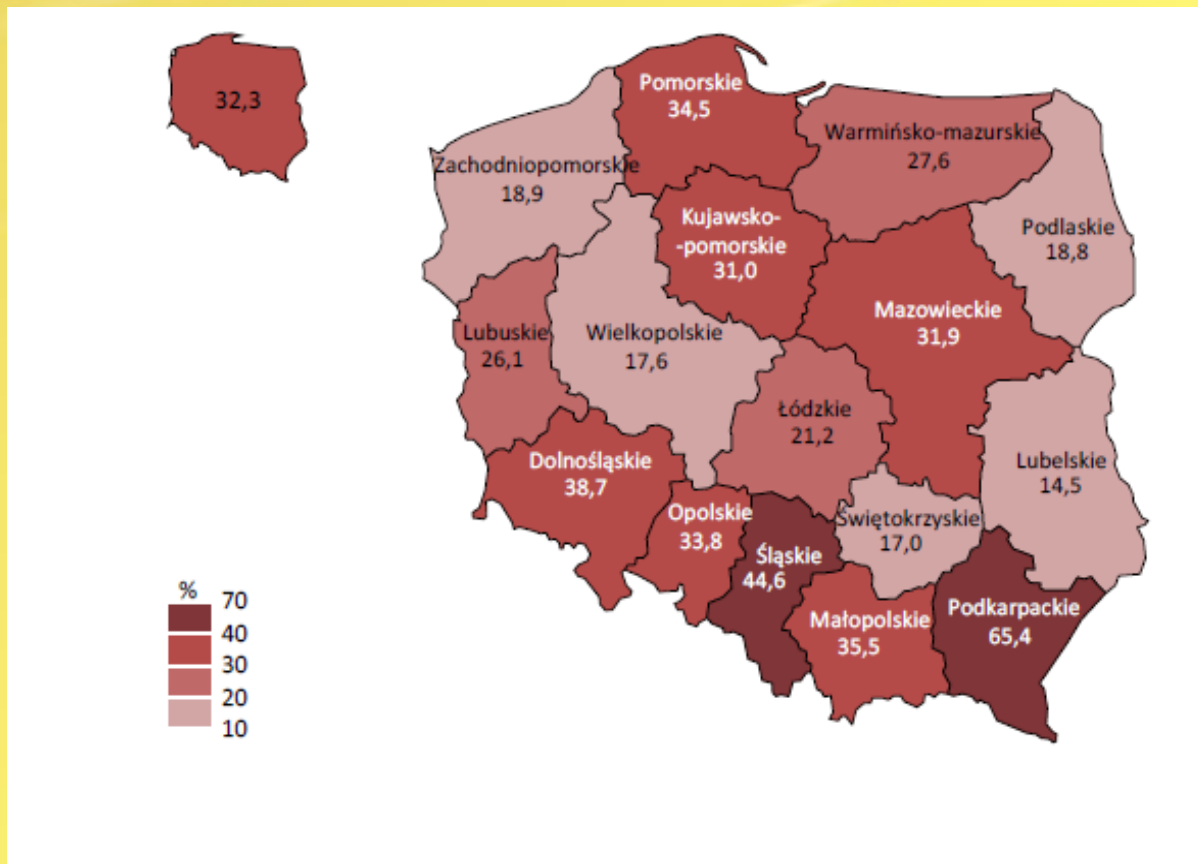 32,3
Pomorskie
34,5
Warmińsko-mazurskie
27,6
Zachodniopomorskie
18,9
Kujawsko-
-pomorskie
31,0
Podlaskie
18,8
Mazowieckie
31,9
Lubuskie
26,1
Wielkopolskie
17,6
Łódzkie
21,2
Dolnośląskie
38,7
Lubelskie
14,5
Opolskie
33,8
Świętokrzyskie
17,0
Śląskie
44,6
Małopolskie
35,5
Podkarpackie
65,4
%
70
40
30
20
10